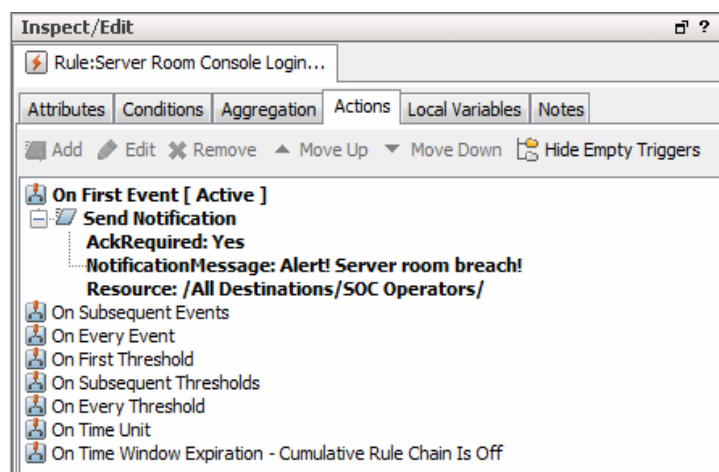 Inspect/Edit ?
Rule:Server Room Console Login...
Attributes Conditions Aggregation Actions Local Variables Notes
Add Edit Remove Move Up Move Down Hide Empty Triggers
On First Event [ Active ]
Send Notification
AckRequired: Yes
NotificationMessage: Alert! Server room breach!
Resource: /All Destinations/SOC Operators/
On Subsequent Events
On Every Event
On First Threshold
On Subsequent Thresholds
On Every Threshold
On Time Unit
On Time Window Expiration - Cumulative Rule Chain Is Off